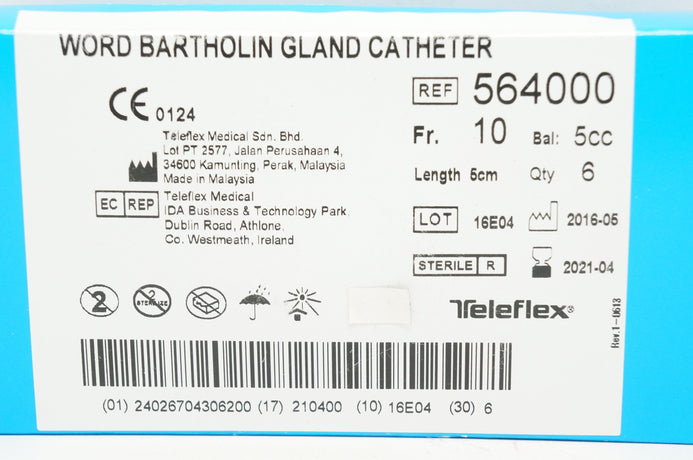 WORD BARTHOLIN GLAND CATHETER
CE 0124
Teleflex Medical Sdn. Bhd.
Lot PT 2577, Jalan Perusahaan 4,
34600 Kamunting, Perak, Malaysia
Made in Malaysia
EC REP
Teleflex Medical
IDA Business & Technology Park,
Dublin Road, Athlone,
Co. Westmeath, Ireland
REF 564000
Fr. 10 Bal: 5cc
Length 5cm Qty 6
LOT 16E04 2016-05
STERILE R 2021-04
2 STERILIZE
Teleflex®
Rev.1-0613
(01) 24026704306200 (17) 210400 (10) 16E04 (30) 6